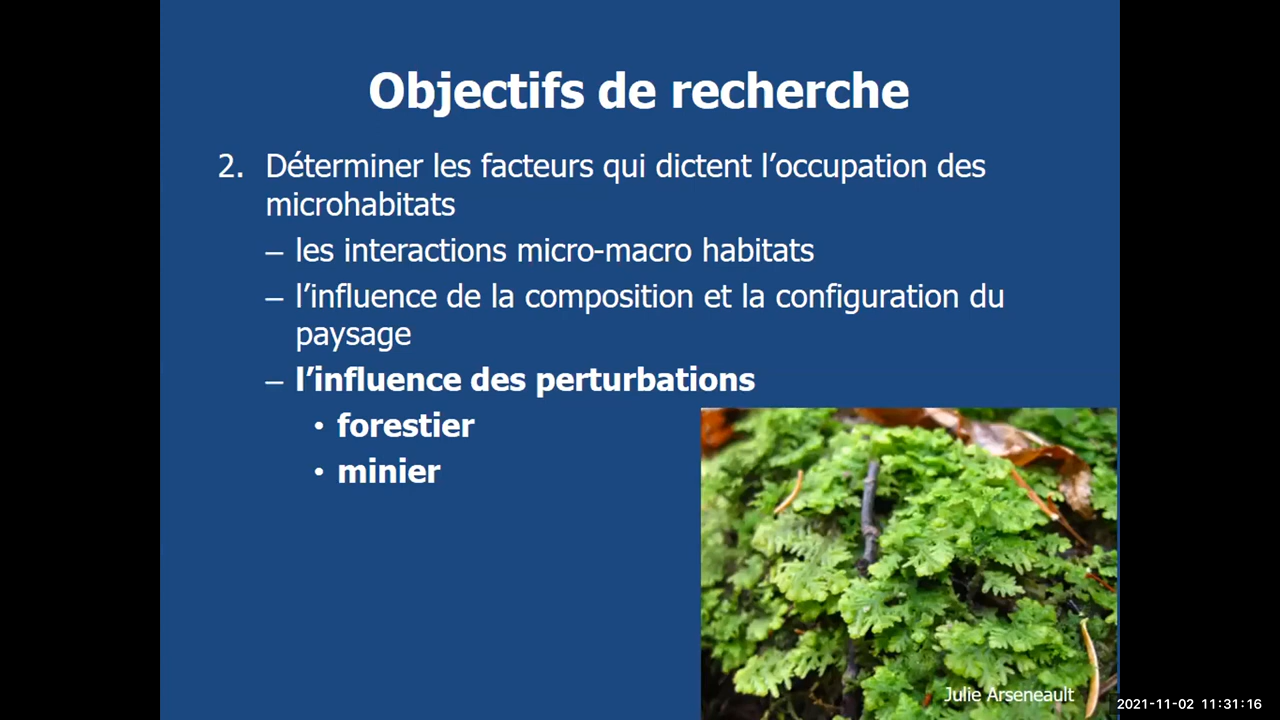 Objectifs de recherche
2. Déterminer les facteurs qui dictent l’occupation des
microhabitats
– les interactions micro-macro habitats
– l’influence de la composition et la configuration du
paysage
– l’influence des perturbations
• forestier
• minier
Julie Arseneault
2021-11-02 11:31:16